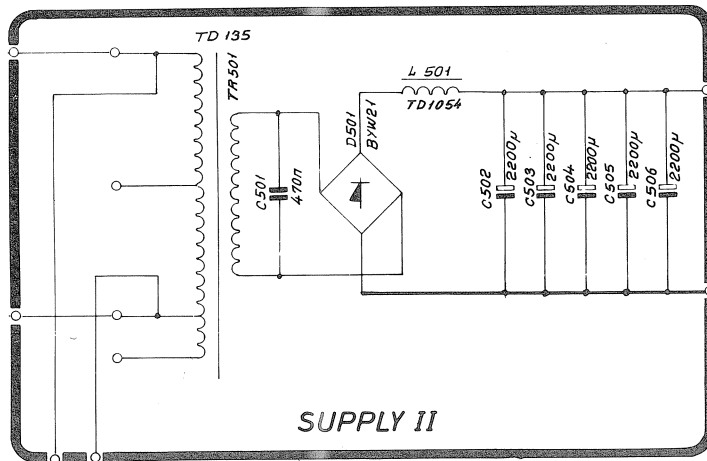 TD 135
TR501
C501
470n
D501
BYW21
L 501
TD1054
C502
2200µ
C503
2200µ
C504
2200µ
C505
2200µ
C506
2200µ
SUPPLY II